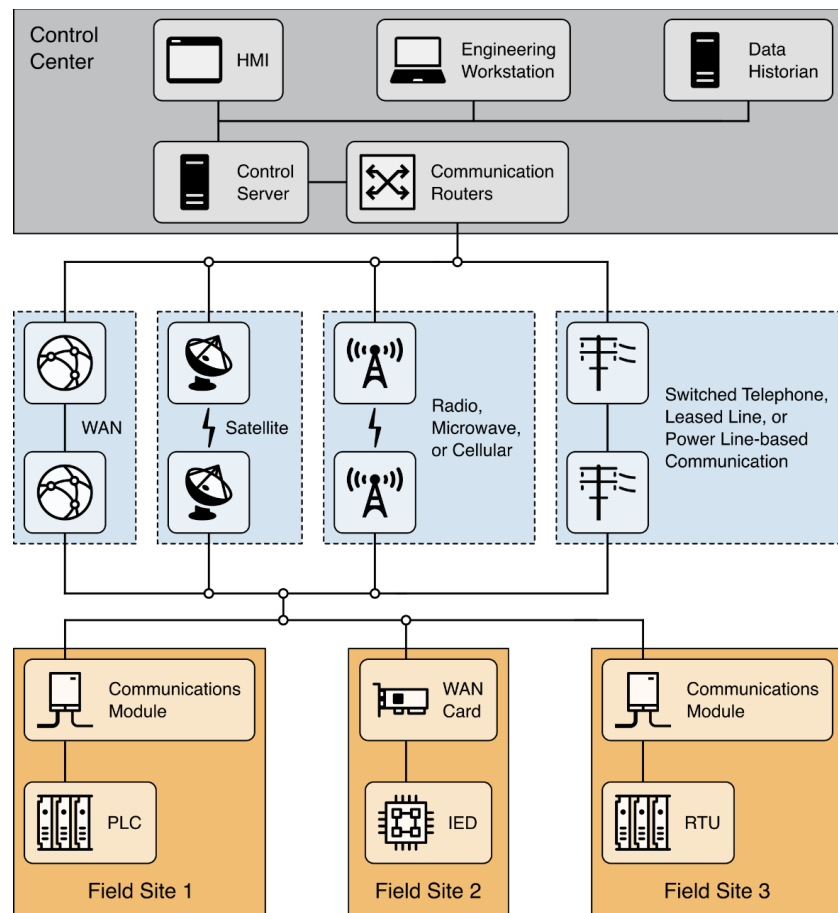 Control
Center
HMI
Engineering
Workstation
Data
Historian
Control
Server
Communication
Routers
WAN
Satellite
Radio,
Microwave,
or Cellular
Switched Telephone,
Leased Line, or
Power Line-based
Communication
Communications
Module
WAN
Card
Communications
Module
PLC
IED
RTU
Field Site 1
Field Site 2
Field Site 3